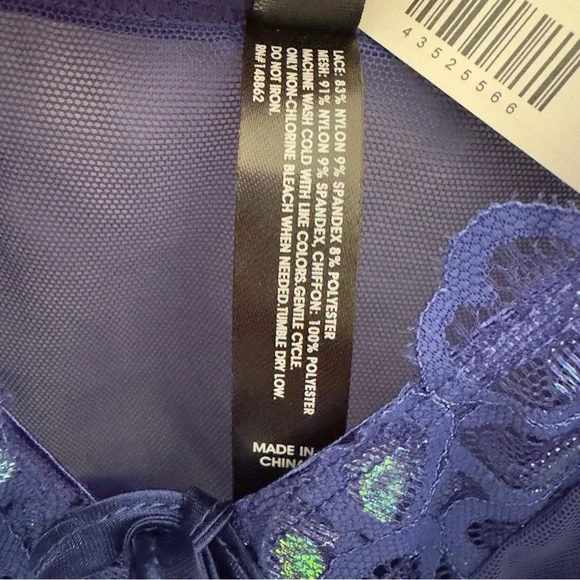 LACE: 83% NYLON 9% SPANDEX 8% POLYESTER
MESH: 91% NYLON 9% SPANDEX, CHIFFON: 100% POLYESTER
MACHINE WASH COLD WITH LIKE COLORS.GENTLE CYCLE.
ONLY NON-CHLORINE BLEACH WHEN NEEDED.TUMBLE DRY LOW.
DO NOT IRON.
RN#148862
MADE IN
CHINA
43525566